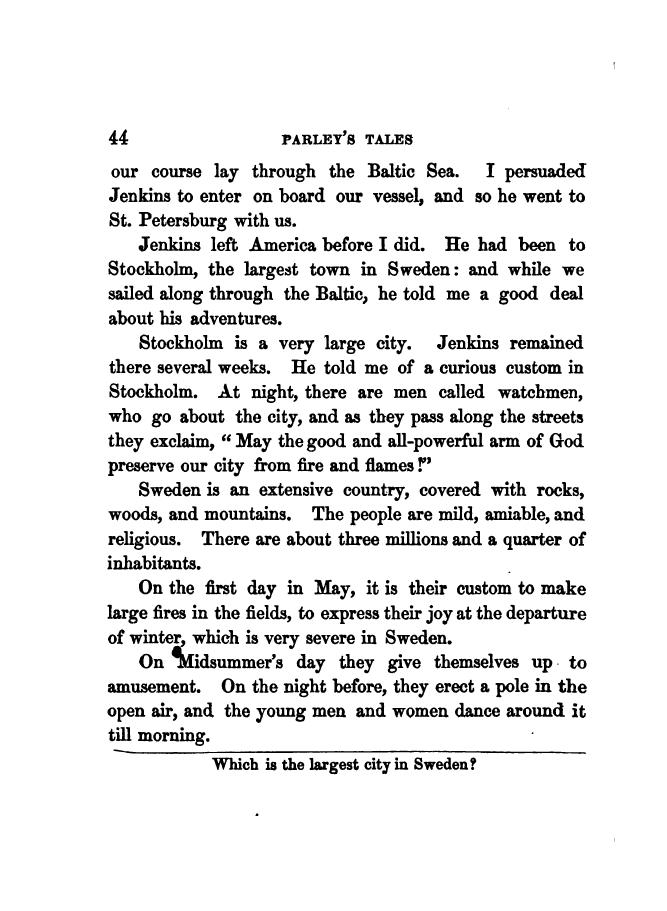 44 PARLEY'S TALES
our course lay through the Baltic Sea. I persuaded
Jenkins to enter on board our vessel, and so he went to
St. Petersburg with us.
Jenkins left America before I did. He had been to
Stockholm, the largest town in Sweden: and while we
sailed along through the Baltic, he told me a good deal
about his adventures.
Stockholm is a very large city. Jenkins remained
there several weeks. He told me of a curious custom in
Stockholm. At night, there are men called watchmen,
who go about the city, and as they pass along the streets
they exclaim, “ May the good and all-powerful arm of God
preserve our city from fire and flames!”
Sweden is an extensive country, covered with rocks,
woods, and mountains. The people are mild, amiable, and
religious. There are about three millions and a quarter of
inhabitants.
On the first day in May, it is their custom to make
large fires in the fields, to express their joy at the departure
of winter, which is very severe in Sweden.
On Midsummer's day they give themselves up to
amusement. On the night before, they erect a pole in the
open air, and the young men and women dance around it
till morning.
Which is the largest city in Sweden?